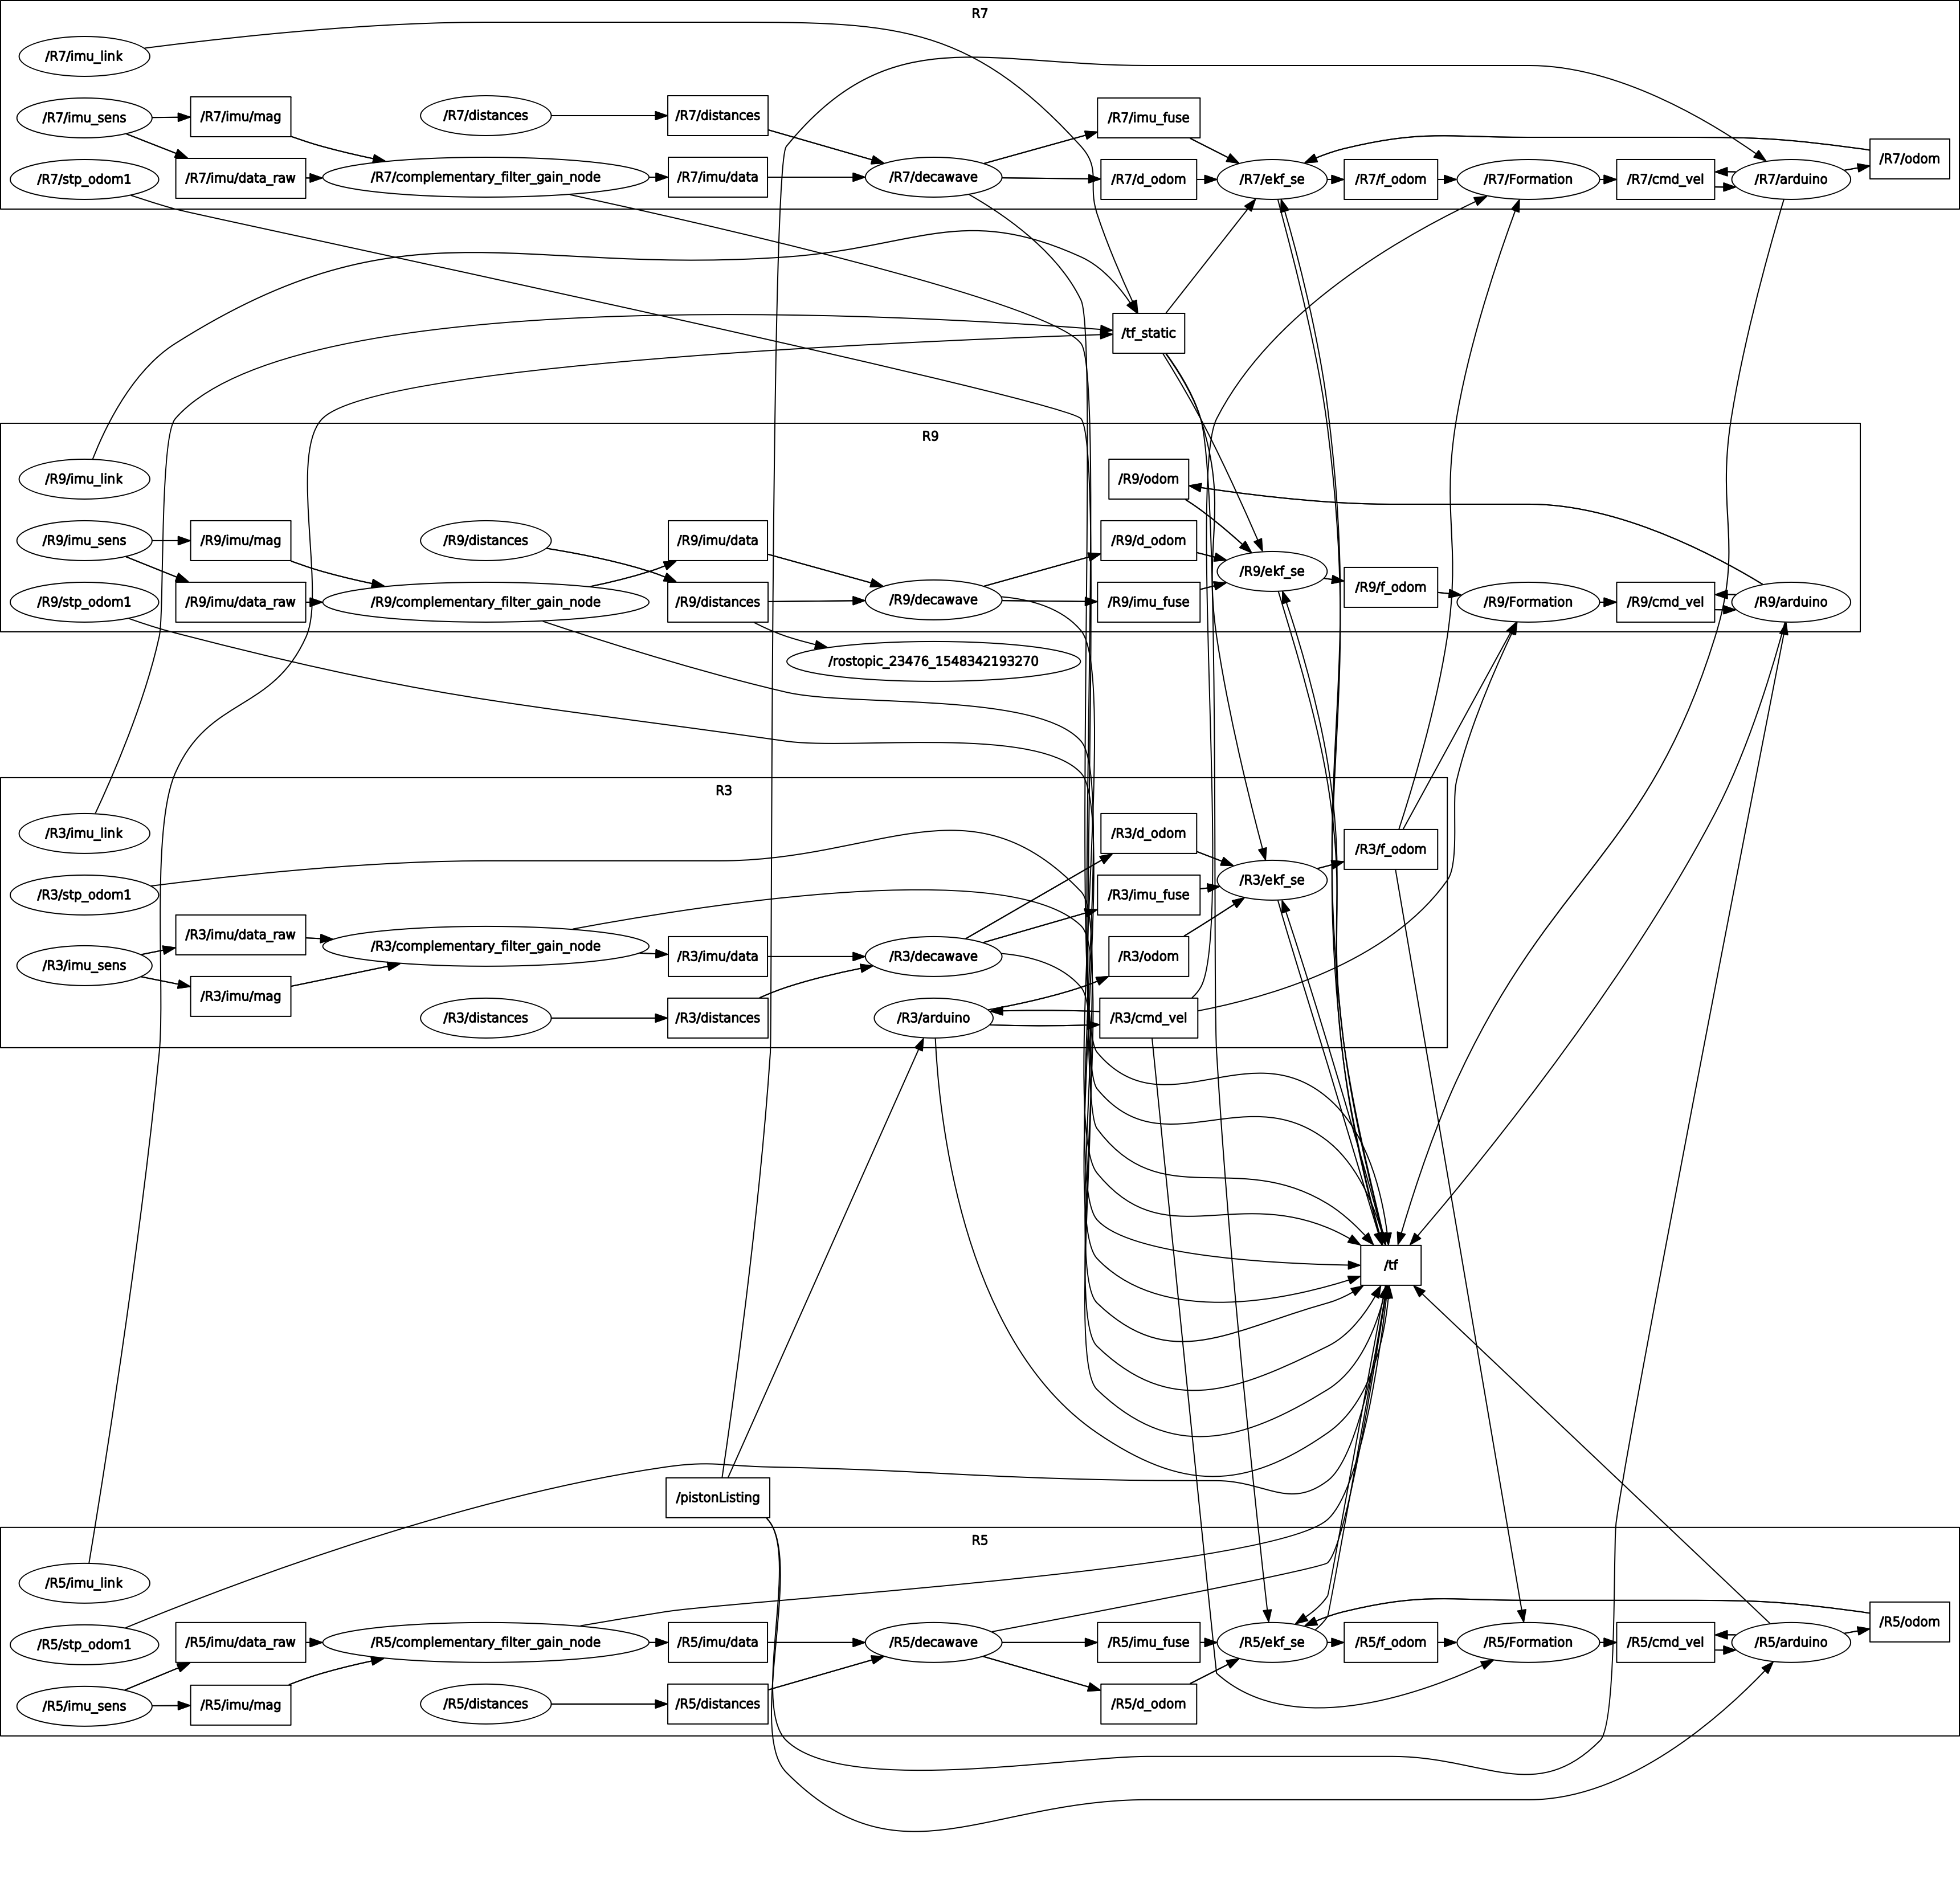 R7
/R7/imu_link
/R7/imu_sens
/R7/imu/mag
/R7/distances
/R7/distances
/R7/imu_fuse
/R7/odom
/R7/stp_odom1
/R7/imu/data_raw
/R7/complementary_filter_gain_node
/R7/imu/data
/R7/decawave
/R7/d_odom
/R7/ekf_se
/R7/f_odom
/R7/Formation
/R7/cmd_vel
/R7/arduino
/tf_static
R9
/R9/imu_link
/R9/odom
/R9/imu_sens
/R9/imu/mag
/R9/distances
/R9/imu/data
/R9/d_odom
/R9/ekf_se
/R9/f_odom
/R9/stp_odom1
/R9/imu/data_raw
/R9/complementary_filter_gain_node
/R9/distances
/R9/decawave
/R9/imu_fuse
/R9/Formation
/R9/cmd_vel
/R9/arduino
/rostopic_23476_1548342193270
R3
/R3/imu_link
/R3/d_odom
/R3/f_odom
/R3/stp_odom1
/R3/imu_fuse
/R3/ekf_se
/R3/imu/data_raw
/R3/complementary_filter_gain_node
/R3/imu_sens
/R3/imu/data
/R3/decawave
/R3/odom
/R3/imu/mag
/R3/distances
/R3/distances
/R3/arduino
/R3/cmd_vel
/tf
/pistonListing
R5
/R5/imu_link
/R5/odom
/R5/stp_odom1
/R5/imu/data_raw
/R5/complementary_filter_gain_node
/R5/imu/data
/R5/decawave
/R5/imu_fuse
/R5/ekf_se
/R5/f_odom
/R5/Formation
/R5/cmd_vel
/R5/arduino
/R5/imu_sens
/R5/imu/mag
/R5/distances
/R5/distances
/R5/d_odom